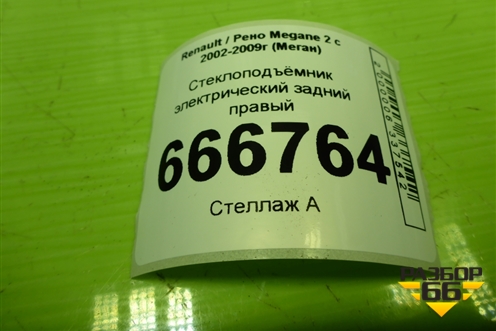 Renault / Рено Megane 2 с
2002-2009г (Меган)
Стеклоподъёмник
электрический задний
правый
666764
Стеллаж А
РАЗБОР
66